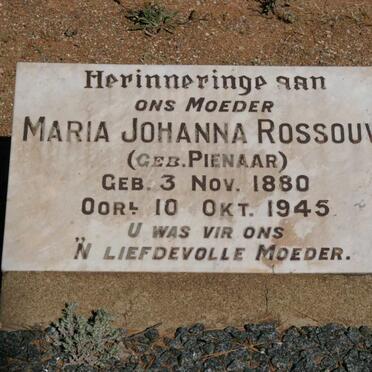 Herinneringe aan
ONS MOEDER
MARIA JOHANNA ROSSOUW
(GEB. PIENAAR)
GEB. 3 NOV. 1880
OORL. 10 OKT. 1945
U WAS VIR ONS
'N LIEFDEVOLLE MOEDER.